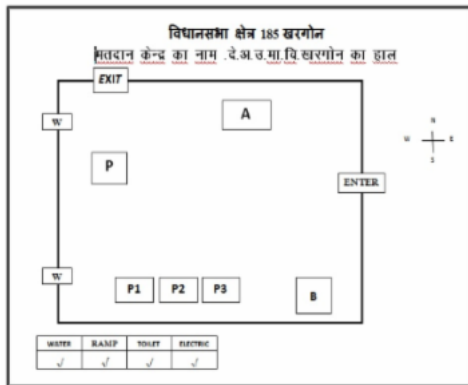 विधानसभा क्षेत्र 185 खरगोन
मतदान केन्द्र का नाम .दे.अ.उ.मा.वि.खरगोन का हाल
EXIT
A
W
N
W E
S
P
ENTER
W
P1 P2 P3
B
WATER RAMP TOILET ELECTRIC
√ √ √ √